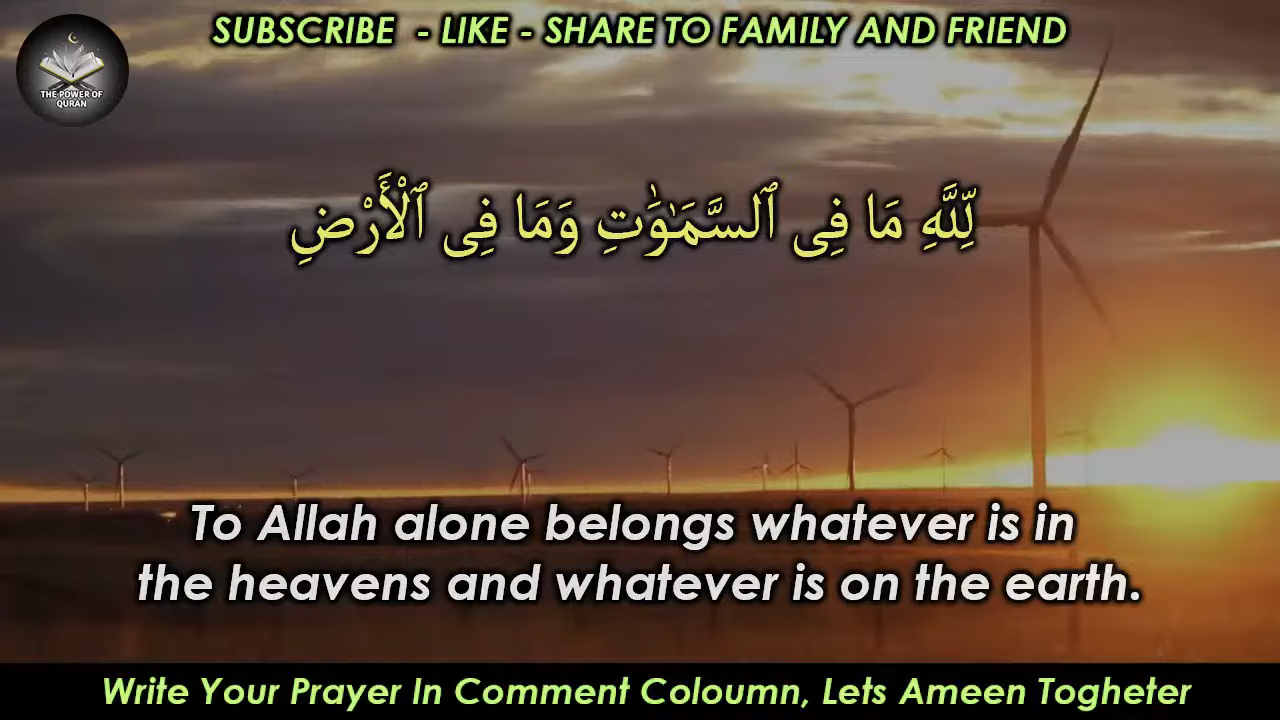 SUBSCRIBE - LIKE - SHARE TO FAMILY AND FRIEND
THE POWER OF
QURAN
لِّلَّهِ مَا فِى ٱلسَّمَـٰوَٰتِ وَمَا فِى ٱلْأَرْضِ
To Allah alone belongs whatever is in
the heavens and whatever is on the earth.
Write Your Prayer In Comment Coloumn, Lets Ameen Togheter